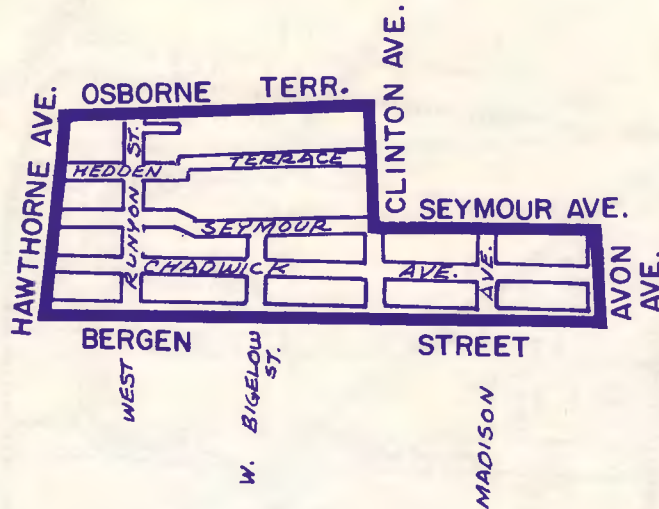 OSBORNE TERR.
CLINTON AVE.
HAWTHORNE AVE.
ST.
HEDDEN TERRACE
RUNYON
SEYMOUR
SEYMOUR AVE.
CHADWICK AVE.
AVE.
AVON AVE.
BERGEN STREET
WEST
W. BIGELOW ST.
MADISON